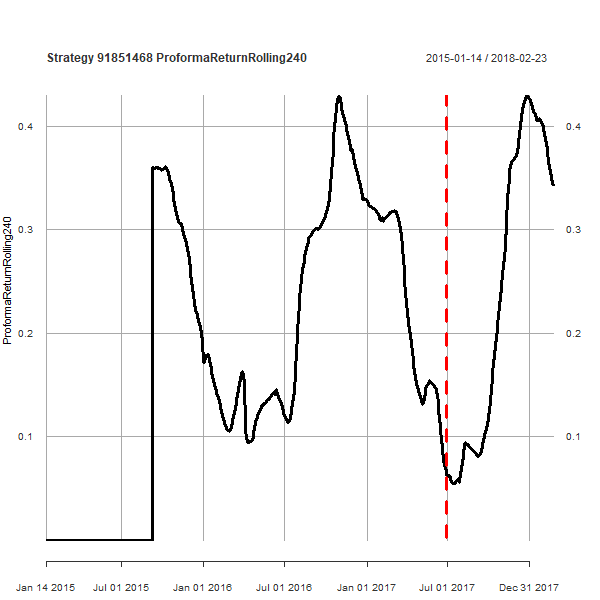 Strategy 91851468 ProformaReturnRolling240
2015-01-14 / 2018-02-23
ProformaReturnRolling240
0.4
0.4
0.3
0.3
0.2
0.2
0.1
0.1
Jan 14 2015
Jul 01 2015
Jan 01 2016
Jul 01 2016
Jan 01 2017
Jul 01 2017
Dec 31 2017